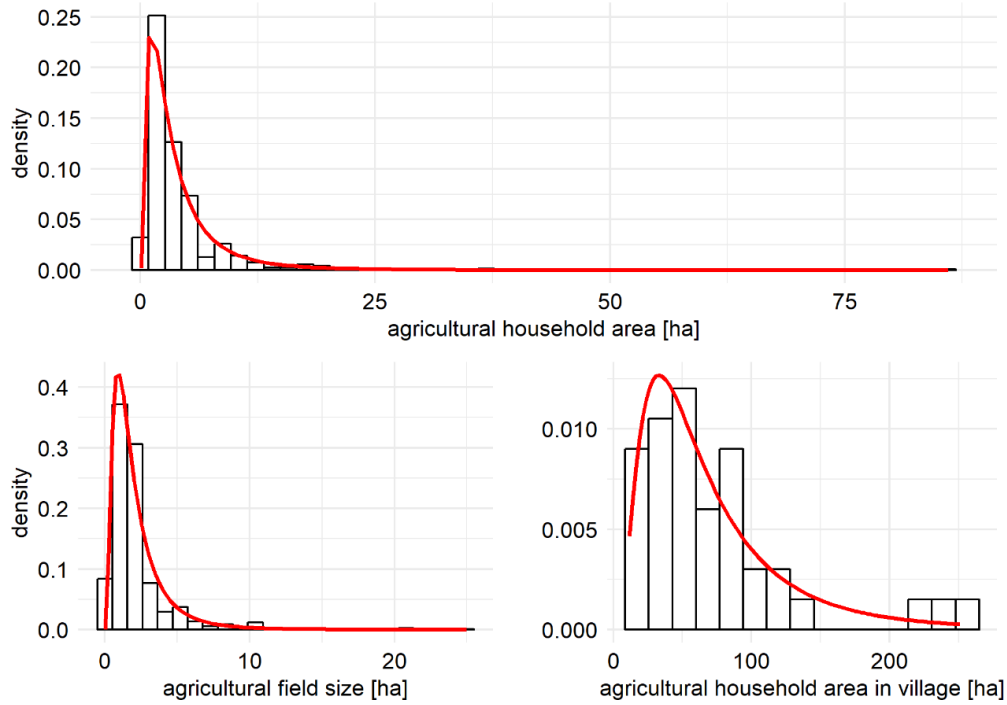 0.25
0.20
0.15
0.10
0.05
0.00
density
0 25 50 75
agricultural household area [ha]
0.4
0.3
0.2
0.1
0.0
density
0 10 20
agricultural field size [ha]
0.010
0.005
0.000
0 100 200
agricultural household area in village [ha]